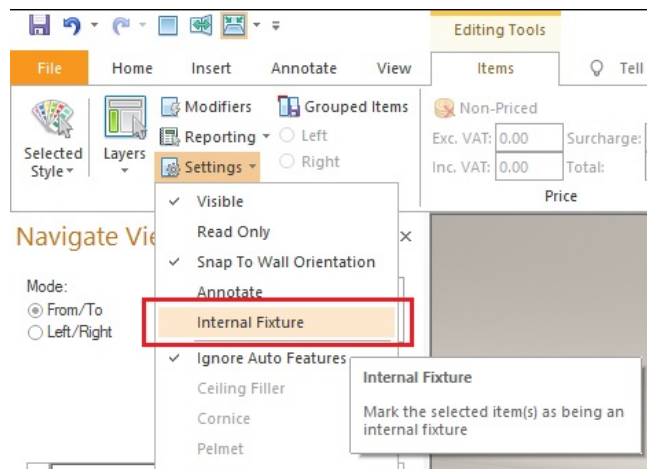 Editing Tools
File Home Insert Annotate View Items Tell
Modifiers Grouped Items Non-Priced
Reporting Left Exc. VAT: 0.00 Surcharge:
Selected Style Layers Settings Right Inc. VAT: 0.00 Total:
Price
Visible
Navigate Vie
Read Only
Snap To Wall Orientation
Mode:
Annotate
From/To
Internal Fixture
Left/Right
Ignore Auto Features
Internal Fixture
Ceiling Filler
Mark the selected item(s) as being an
internal fixture
Cornice
Pelmet